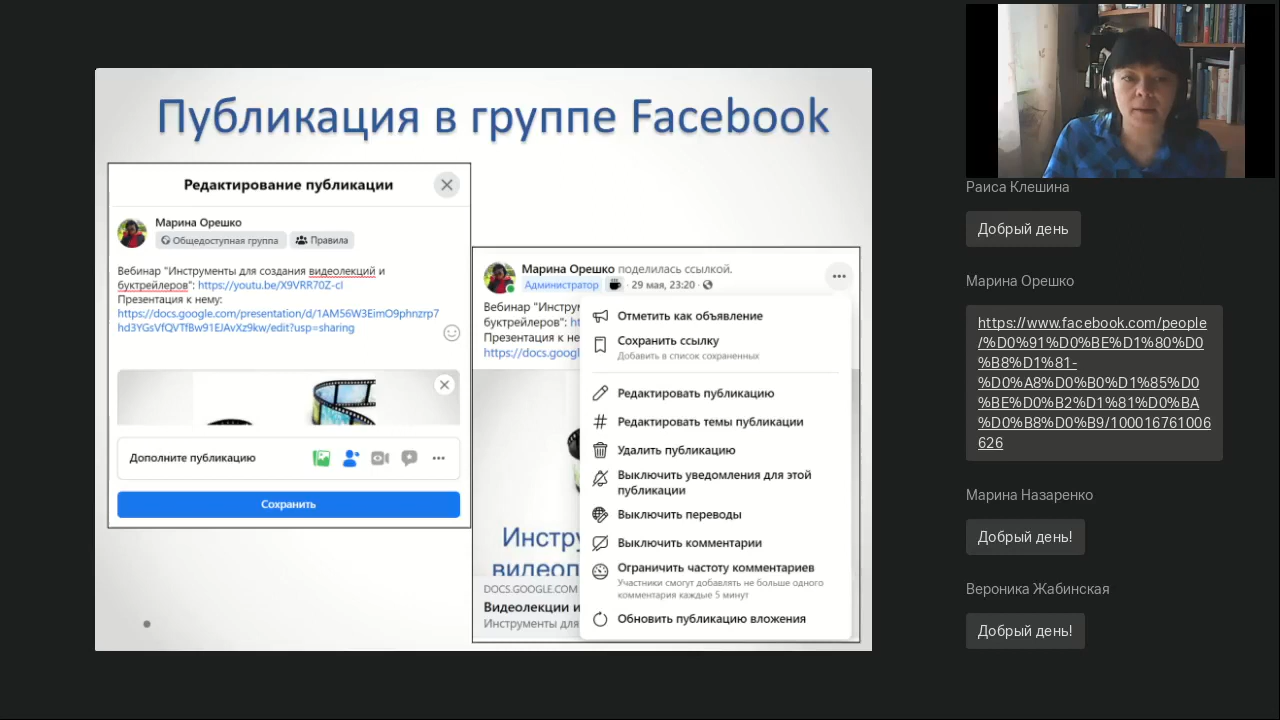 Публикация в группе Facebook
Редактирование публикации
Марина Орешко
Общедоступная группа
Правила
Вебинар "Инструменты для создания видеолекций и
буктрейлеров": https://youtu.be/X9VRR70Z-cI
Презентация к нему:
https://docs.google.com/presentation/d/1AM56W3EimO9phnzrp7
hd3YGsVfQVTfBw91EJAvXz9kw/edit?usp=sharing
Дополните публикацию
Сохранить
Марина Орешко поделилась ссылкой.
Администратор · 29 мая, 23:20 ·
Вебинар "Инструм
буктрейлеров": ht
Презентация к не
https://docs.googl
Отметить как объявление
Сохранить ссылку
Добавить в список сохраненных
Редактировать публикацию
Редактировать темы публикации
Удалить публикацию
Выключить уведомления для этой
публикации
Выключить переводы
Выключить комментарии
Ограничить частоту комментариев
Участники смогут добавлять не больше одного
комментария каждые 5 минут
Обновить публикацию вложения
Инстру
видеол
DOCS.GOOGLE.COM
Видеолекции и
Инструменты для
Раиса Клешина
Добрый день
Марина Орешко
https://www.facebook.com/people
/%D0%91%D0%BE%D1%80%D0
%B8%D1%81-
%D0%A8%D0%B0%D1%85%D0
%BE%D0%B2%D1%81%D0%BA
%D0%B8%D0%B9/100016761006
626
Марина Назаренко
Добрый день!
Вероника Жабинская
Добрый день!